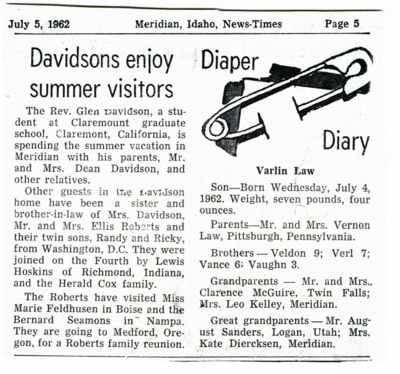 July 5, 1962 Meridian, Idaho, News-Times Page 5
Davidsons enjoy
summer visitors
The Rev. Glen Davidson, a stu-
dent at Claremount graduate
school, Claremont, California, is
spending the summer vacation in
Meridian with his parents, Mr.
and Mrs. Dean Davidson, and
other relatives.
Other guests in the Davidson
home have been a sister and
brother-in-law of Mrs. Davidson,
Mr. and Mrs. Ellis Roberts and
their twin sons, Randy and Ricky,
from Washington, D.C. They were
joined on the Fourth by Lewis
Hoskins of Richmond, Indiana,
and the Herald Cox family.
The Roberts have visited Miss
Marie Feldhusen in Boise and the
Bernard Seamons in Nampa.
They are going to Medford, Ore-
gon, for a Roberts family reunion.
Diaper
Diary
Varlin Law
Son—Born Wednesday, July 4,
1962. Weight, seven pounds, four
ounces.
Parents—Mr. and Mrs. Vernon
Law, Pittsburgh, Pennsylvania.
Brothers — Veldon 9; Verl 7;
Vance 6; Vaughn 3.
Grandparents — Mr. and Mrs.
Clarence McGuire, Twin Falls;
Mrs. Leo Kelley, Meridian.
Great grandparents — Mr. Aug-
ust Sanders, Logan, Utah; Mrs.
Kate Diercksen, Meridian.